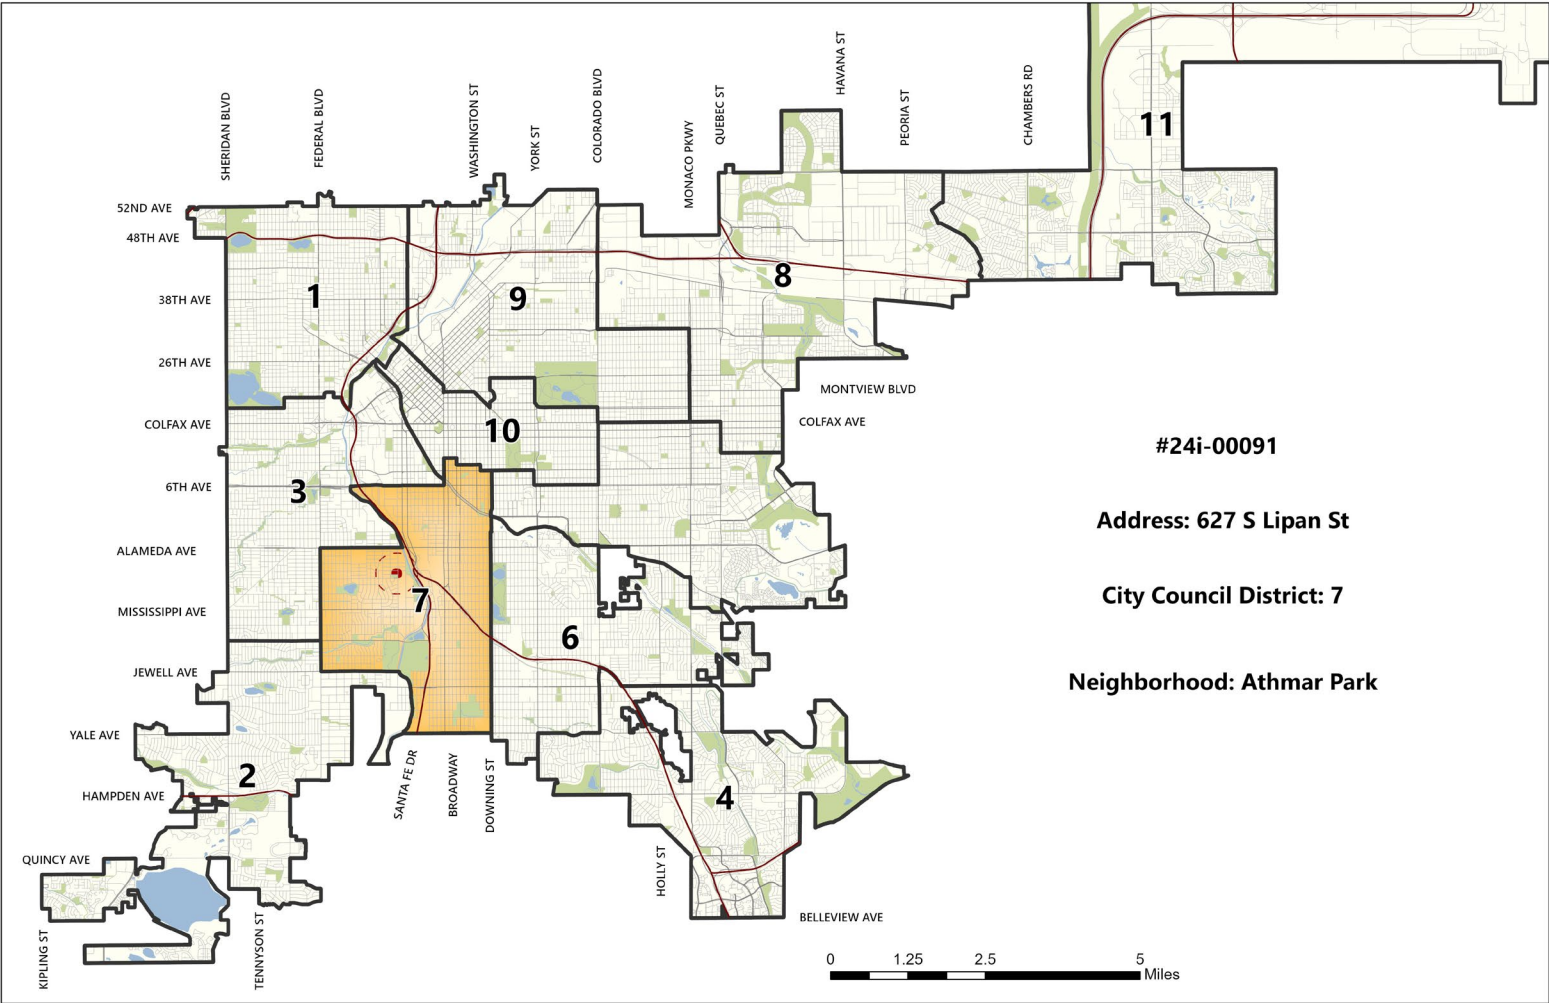 SHERIDAN BLVD
FEDERAL BLVD
WASHINGTON ST
YORK ST
COLORADO BLVD
MONACO PKWY
QUEBEC ST
HAVANA ST
PEORIA ST
CHAMBERS RD
11
52ND AVE
48TH AVE
8
1
9
38TH AVE
26TH AVE
MONTVIEW BLVD
COLFAX AVE
COLFAX AVE
10
#24i-00091
6TH AVE
3
Address: 627 S Lipan St
ALAMEDA AVE
City Council District: 7
7
MISSISSIPPI AVE
6
JEWELL AVE
Neighborhood: Athmar Park
YALE AVE
2
HAMPDEN AVE
SANTA FE DR
BROADWAY
DOWNING ST
4
QUINCY AVE
HOLLY ST
BELLEVIEW AVE
KIPLING ST
TENNYSON ST
0 1.25 2.5 5
Miles